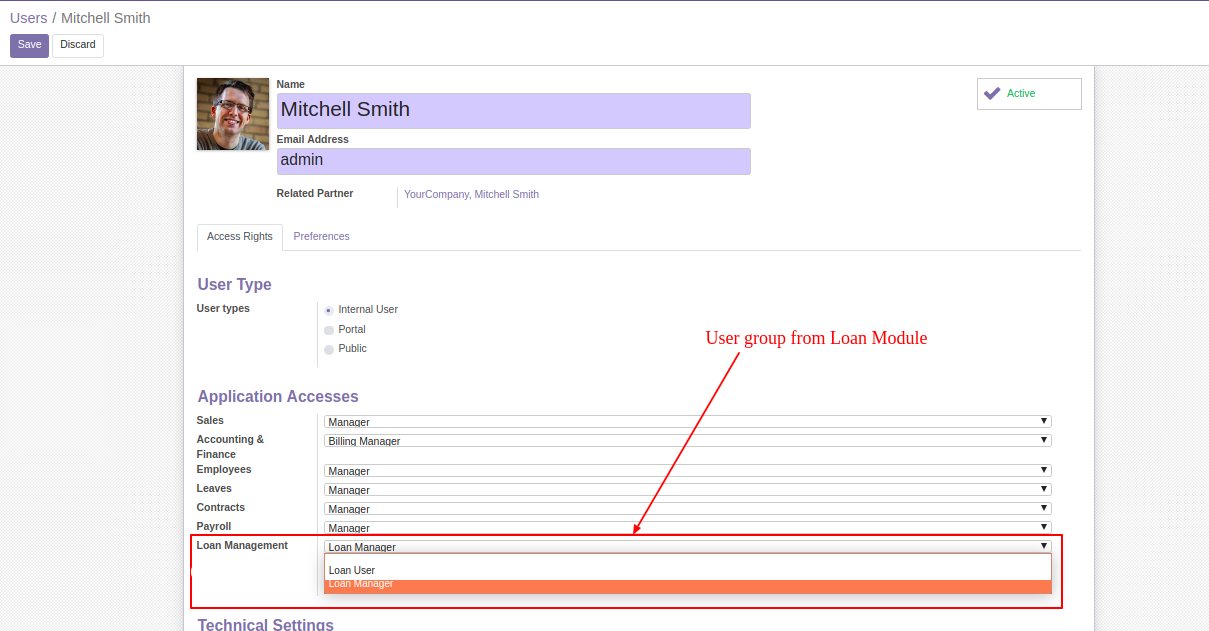 Users / Mitchell Smith
Save Discard
Name
Mitchell Smith
Active
Email Address
admin
Related Partner YourCompany, Mitchell Smith
Access Rights Preferences
User Type
User types Internal User
Portal
Public
User group from Loan Module
Application Accesses
Sales Manager
Accounting & Finance Billing Manager
Employees Manager
Leaves Manager
Contracts Manager
Payroll Manager
Loan Management Loan Manager
Loan User
Loan Manager
Technical Settings